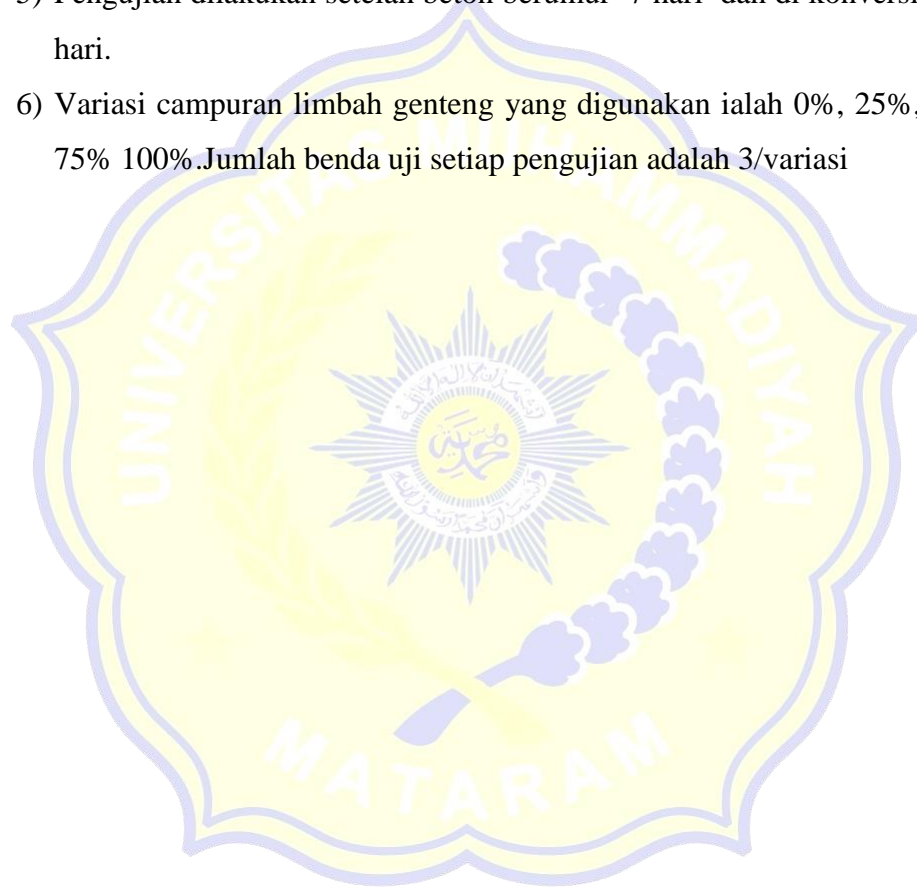 5) Pengujian dilakukan setelah beton berumur 7 hari dan di konversi
hari.
6) Variasi campuran limbah genteng yang digunakan ialah 0%, 25%,
75% 100%.Jumlah benda uji setiap pengujian adalah 3/variasi
UNIVERSITAS MUHAMMADIYAH
MATARAM